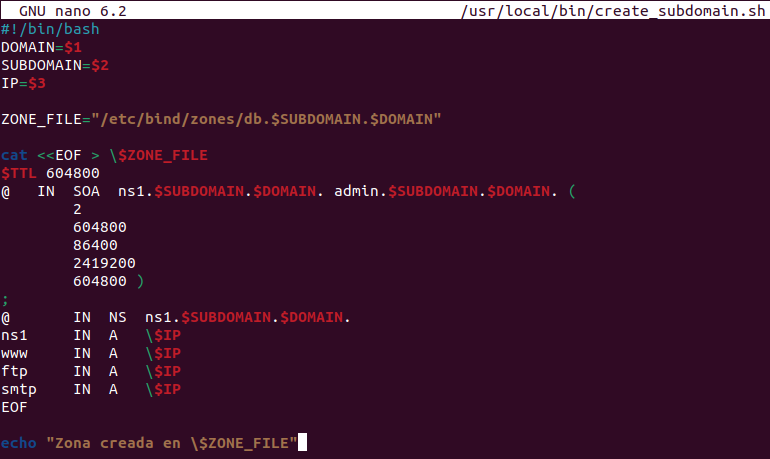 GNU nano 6.2 /usr/local/bin/create_subdomain.sh
#!/bin/bash
DOMAIN=$1
SUBDOMAIN=$2
IP=$3
ZONE_FILE="/etc/bind/zones/db.$SUBDOMAIN.$DOMAIN"
cat <<EOF > \$ZONE_FILE
$TTL 604800
@   IN  SOA  ns1.$SUBDOMAIN.$DOMAIN. admin.$SUBDOMAIN.$DOMAIN. (
        2
        604800
        86400
        2419200
        604800 )
;
@       IN  NS  ns1.$SUBDOMAIN.$DOMAIN.
ns1     IN  A   \$IP
www     IN  A   \$IP
ftp     IN  A   \$IP
smtp    IN  A   \$IP
EOF
echo "Zona creada en \$ZONE_FILE"